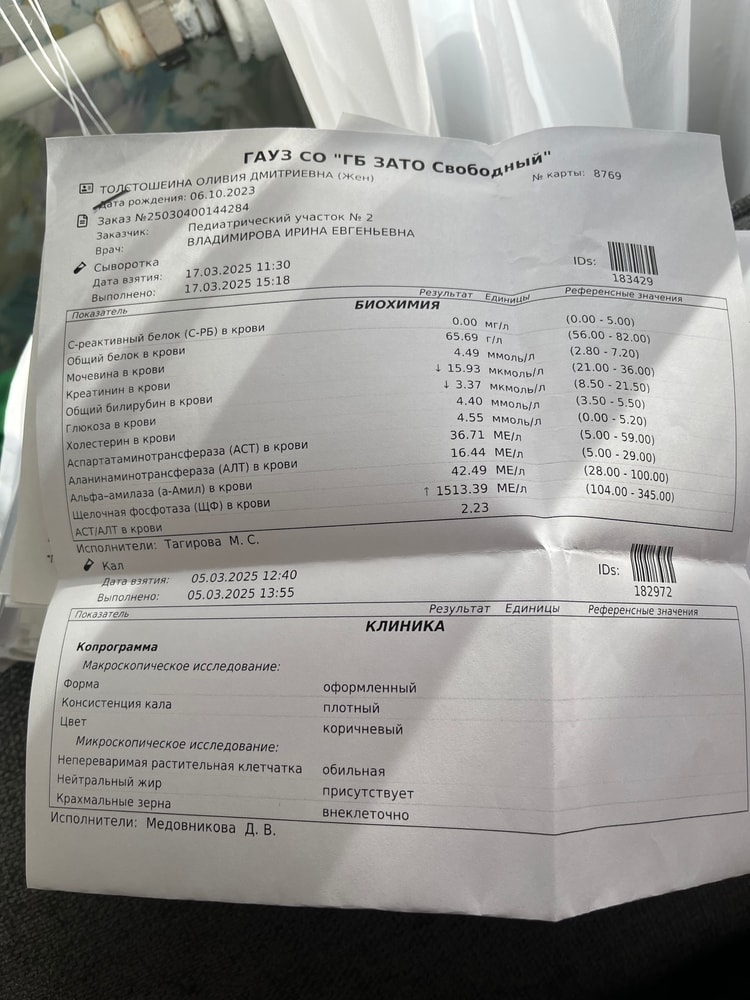 ГАУЗ СО "ГБ ЗАТО Свободный"
ТОЛСТОШЕИНА ОЛИВИЯ ДМИТРИЕВНА (Жен) № карты: 8769
Дата рождения: 06.10.2023
Заказ №25030400144284
Заказчик: Педиатрический участок № 2
Врач: ВЛАДИМИРОВА ИРИНА ЕВГЕНЬЕВНА
Сыворотка IDs:
Дата взятия: 17.03.2025 11:30 183429
Выполнено: 17.03.2025 15:18
Показатель Результат Единицы Референсные значения
БИОХИМИЯ
С-реактивный белок (С-РБ) в крови 0.00 мг/л (0.00 - 5.00)
Общий белок в крови 65.69 г/л (56.00 - 82.00)
Мочевина в крови 4.49 ммоль/л (2.80 - 7.20)
Креатинин в крови ↓ 15.93 мкмоль/л (21.00 - 36.00)
Общий билирубин в крови ↓ 3.37 мкмоль/л (8.50 - 21.50)
Глюкоза в крови 4.40 ммоль/л (3.50 - 5.50)
Холестерин в крови 4.55 ммоль/л (0.00 - 5.20)
Аспартатаминотрансфераза (АСТ) в крови 36.71 МЕ/л (5.00 - 59.00)
Аланинаминотрансфераза (АЛТ) в крови 16.44 МЕ/л (5.00 - 29.00)
Альфа-амилаза (а-Амил) в крови 42.49 МЕ/л (28.00 - 100.00)
Щелочная фосфотаза (ЩФ) в крови ↑ 1513.39 МЕ/л (104.00 - 345.00)
АСТ/АЛТ в крови 2.23
Исполнители: Тагирова М. С.
Кал IDs:
Дата взятия: 05.03.2025 12:40 182972
Выполнено: 05.03.2025 13:55
Показатель Результат Единицы Референсные значения
КЛИНИКА
Копрограмма
Макроскопическое исследование:
Форма оформленный
Консистенция кала плотный
Цвет коричневый
Микроскопическое исследование:
Непереваримая растительная клетчатка обильная
Нейтральный жир присутствует
Крахмальные зерна внеклеточно
Исполнители: Медовникова Д. В.